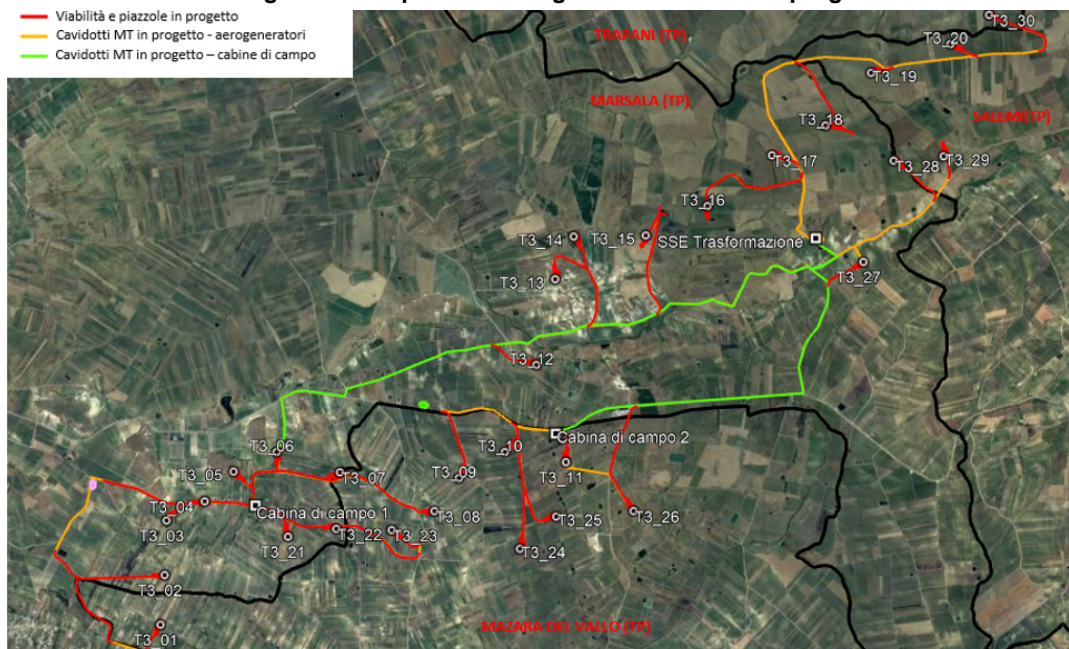 Viabilità e piazzole in progetto
Cavidotti MT in progetto - aerogeneratori
Cavidotti MT in progetto – cabine di campo
T3_30
TRAPANI (TP)
T3_20
T3_19
MARSALA (TP)
SALEMI(TP)
T3_18
T3_17
T3_28
T3_29
T3_16
T3_14
T3_15
SSE Trasformazione
T3_27
T3_13
T3_12
T3_10
Cabina di campo 2
T3_06
T3_05
T3_07
T3_09
T3_11
T3_04
Cabina di campo 1
T3_08
T3_25
T3_26
T3_03
T3_21
T3_22
T3_23
T3_24
T3_02
T3_01
MAZARA DEL VALLO (TP)